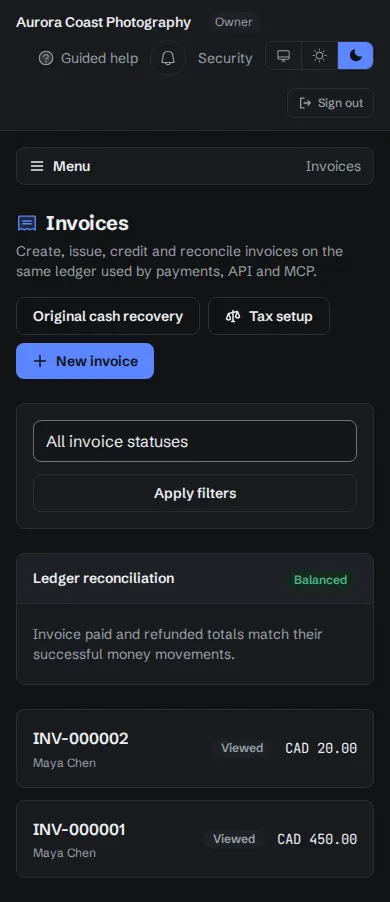 Aurora Coast Photography Owner
Guided help Security
Sign out
Menu Invoices
Invoices
Create, issue, credit and reconcile invoices on the
same ledger used by payments, API and MCP.
Original cash recovery Tax setup
New invoice
All invoice statuses
Apply filters
Ledger reconciliation Balanced
Invoice paid and refunded totals match their
successful money movements.
INV-000002 Viewed CAD 20.00
Maya Chen
INV-000001 Viewed CAD 450.00
Maya Chen